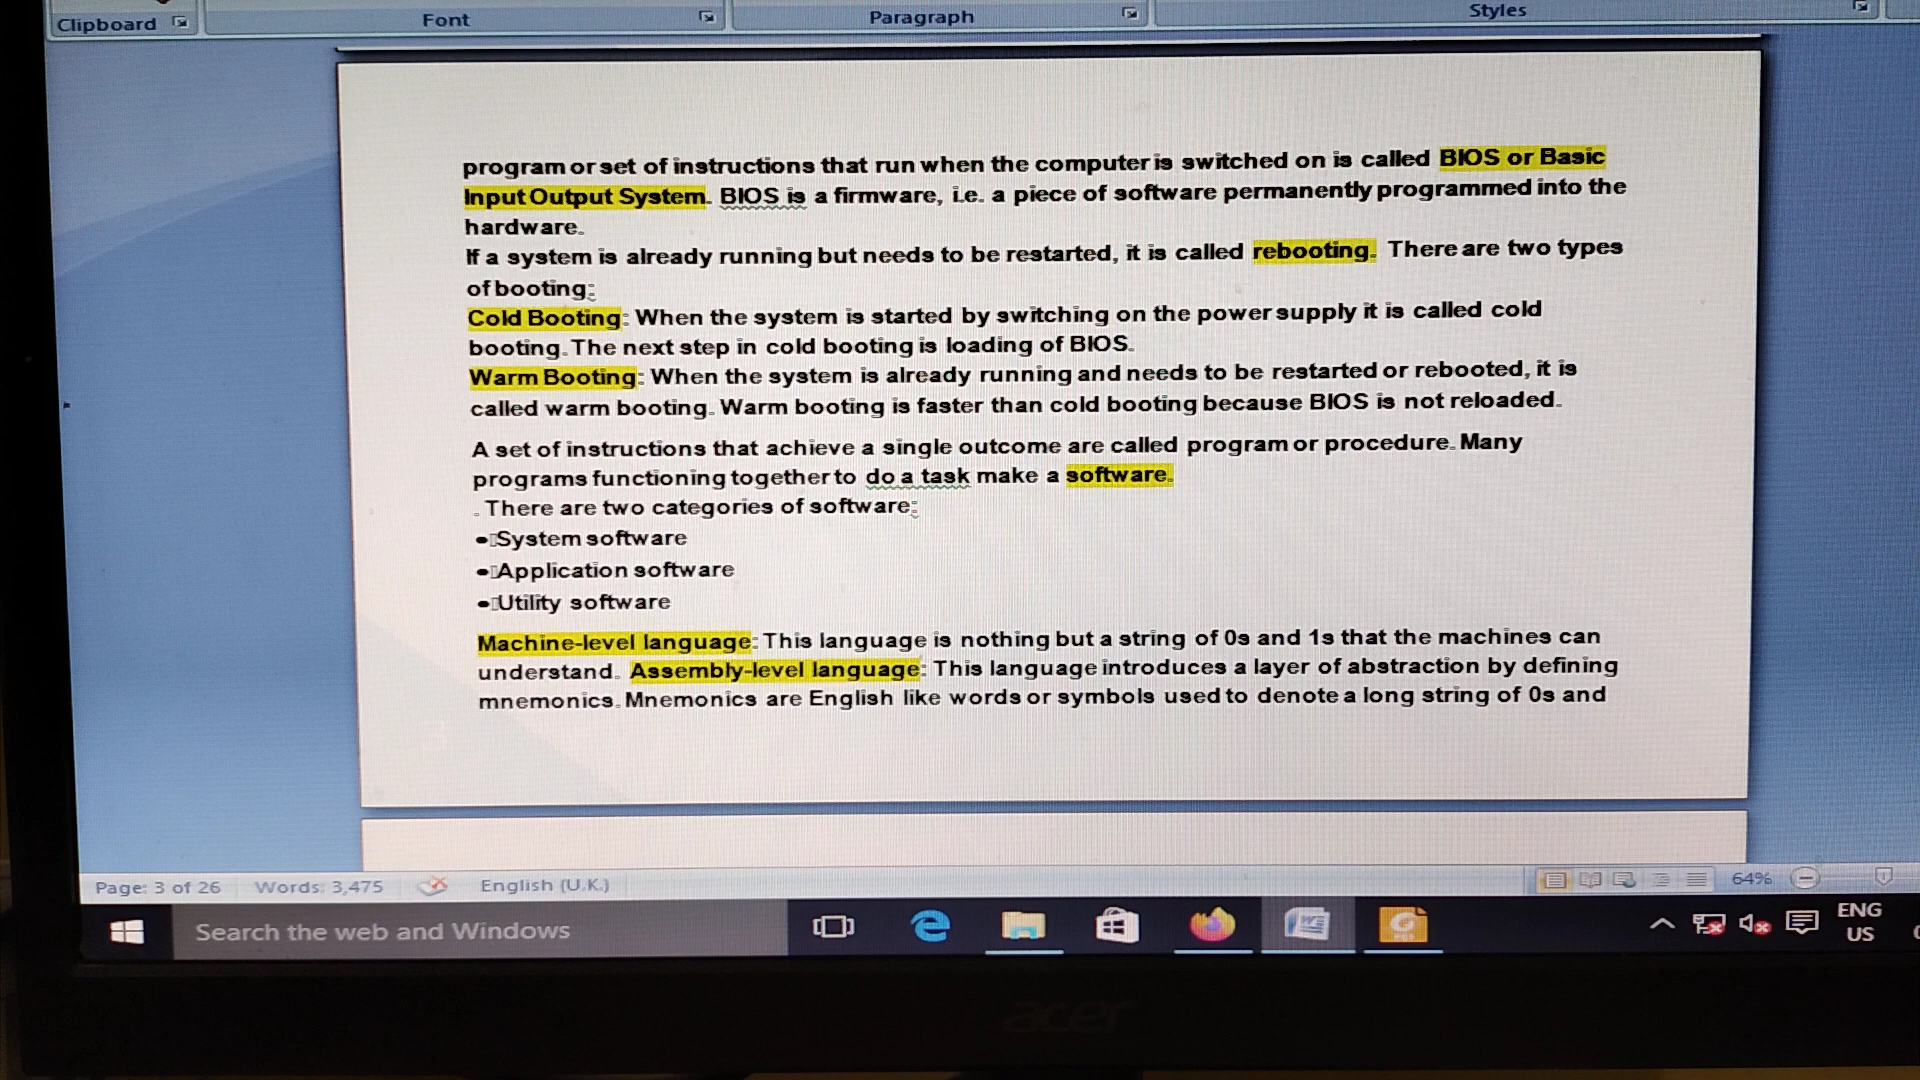 Clipboard Font Paragraph Styles
program or set of instructions that run when the computer is switched on is called BIOS or Basic
Input Output System. BIOS is a firmware, i.e. a piece of software permanently programmed into the
hardware.
If a system is already running but needs to be restarted, it is called rebooting. There are two types
of booting:
Cold Booting: When the system is started by switching on the power supply it is called cold
booting. The next step in cold booting is loading of BIOS.
Warm Booting: When the system is already running and needs to be restarted or rebooted, it is
called warm booting. Warm booting is faster than cold booting because BIOS is not reloaded.
A set of instructions that achieve a single outcome are called program or procedure. Many
programs functioning together to do a task make a software.
. There are two categories of software:
•System software
•Application software
•Utility software
Machine-level language: This language is nothing but a string of 0s and 1s that the machines can
understand. Assembly-level language: This language introduces a layer of abstraction by defining
mnemonics. Mnemonics are English like words or symbols used to denote a long string of 0s and
Page: 3 of 26 Words: 3,475 English (U.K.) 64%
Search the web and Windows ENG
US
acer